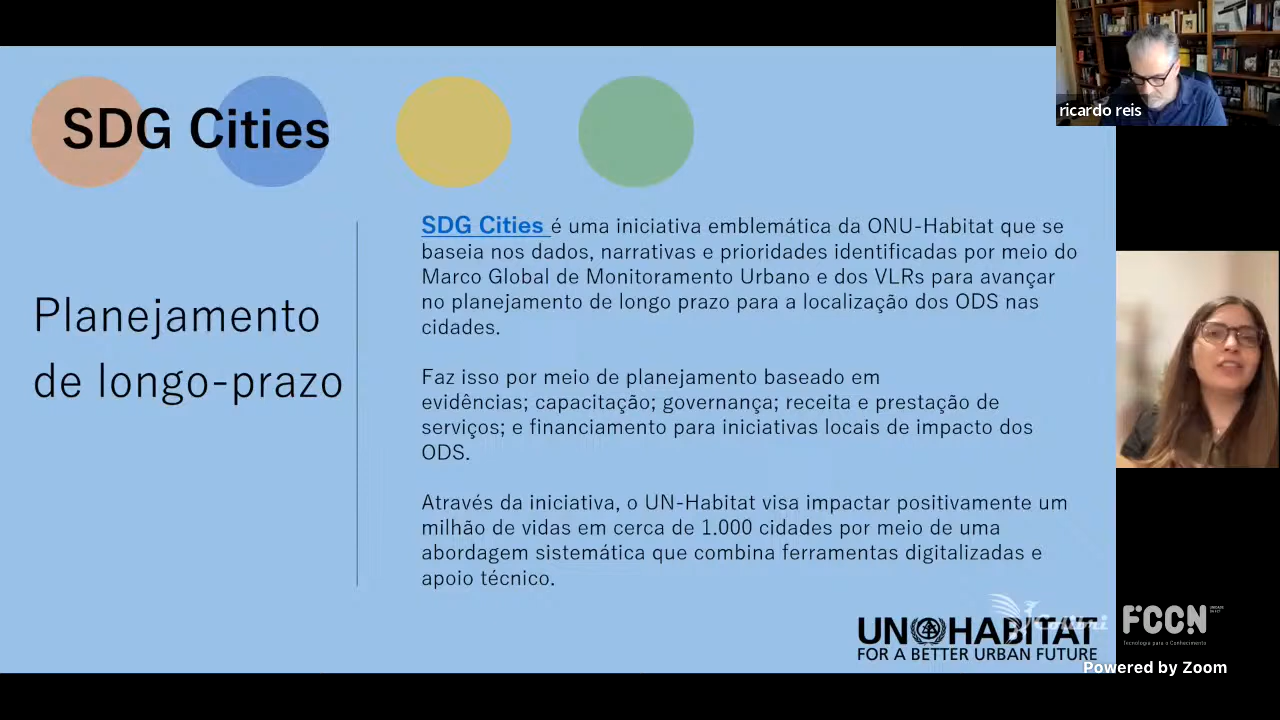 ricardo reis
SDG Cities
Planejamento
de longo-prazo
SDG Cities é uma iniciativa emblemática da ONU-Habitat que se
baseia nos dados, narrativas e prioridades identificadas por meio do
Marco Global de Monitoramento Urbano e dos VLRs para avançar
no planejamento de longo prazo para a localização dos ODS nas
cidades.
Faz isso por meio de planejamento baseado em
evidências; capacitação; governança; receita e prestação de
serviços; e financiamento para iniciativas locais de impacto dos
ODS.
Através da iniciativa, o UN-Habitat visa impactar positivamente um
milhão de vidas em cerca de 1.000 cidades por meio de uma
abordagem sistemática que combina ferramentas digitalizadas e
apoio técnico.
UN HABITAT
FOR A BETTER URBAN FUTURE
Colibri
FCCN
Tecnologia para o Conhecimento
Powered by Zoom